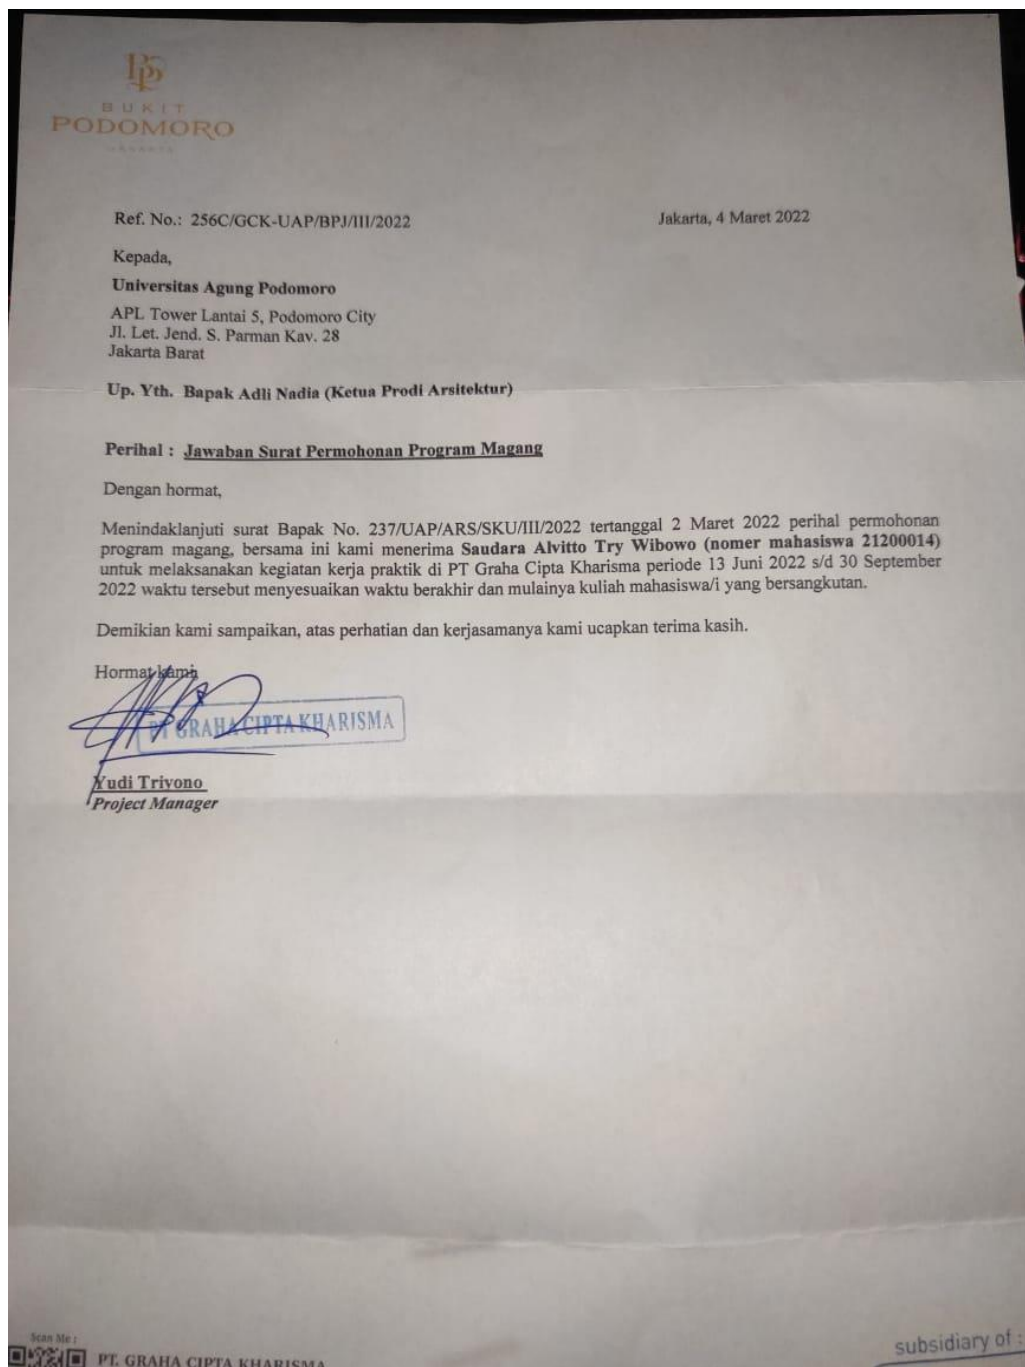 BUKIT
PODOMORO
JAKARTA
Ref. No.: 256C/GCK-UAP/BPJ/III/2022
Jakarta, 4 Maret 2022
Kepada,
Universitas Agung Podomoro
APL Tower Lantai 5, Podomoro City
Jl. Let. Jend. S. Parman Kav. 28
Jakarta Barat
Up. Yth. Bapak Adli Nadia (Ketua Prodi Arsitektur)
Perihal : Jawaban Surat Permohonan Program Magang
Dengan hormat,
Menindaklanjuti surat Bapak No. 237/UAP/ARS/SKU/III/2022 tertanggal 2 Maret 2022 perihal permohonan
program magang, bersama ini kami menerima Saudara Alvitto Try Wibowo (nomer mahasiswa 21200014)
untuk melaksanakan kegiatan kerja praktik di PT Graha Cipta Kharisma periode 13 Juni 2022 s/d 30 September
2022 waktu tersebut menyesuaikan waktu berakhir dan mulainya kuliah mahasiswa/i yang bersangkutan.
Demikian kami sampaikan, atas perhatian dan kerjasamanya kami ucapkan terima kasih.
Hormat kami,
PT GRAHA CIPTA KHARISMA
Yudi Triyono
Project Manager
Scan Me :
PT. GRAHA CIPTA KHARISMA
subsidiary of :